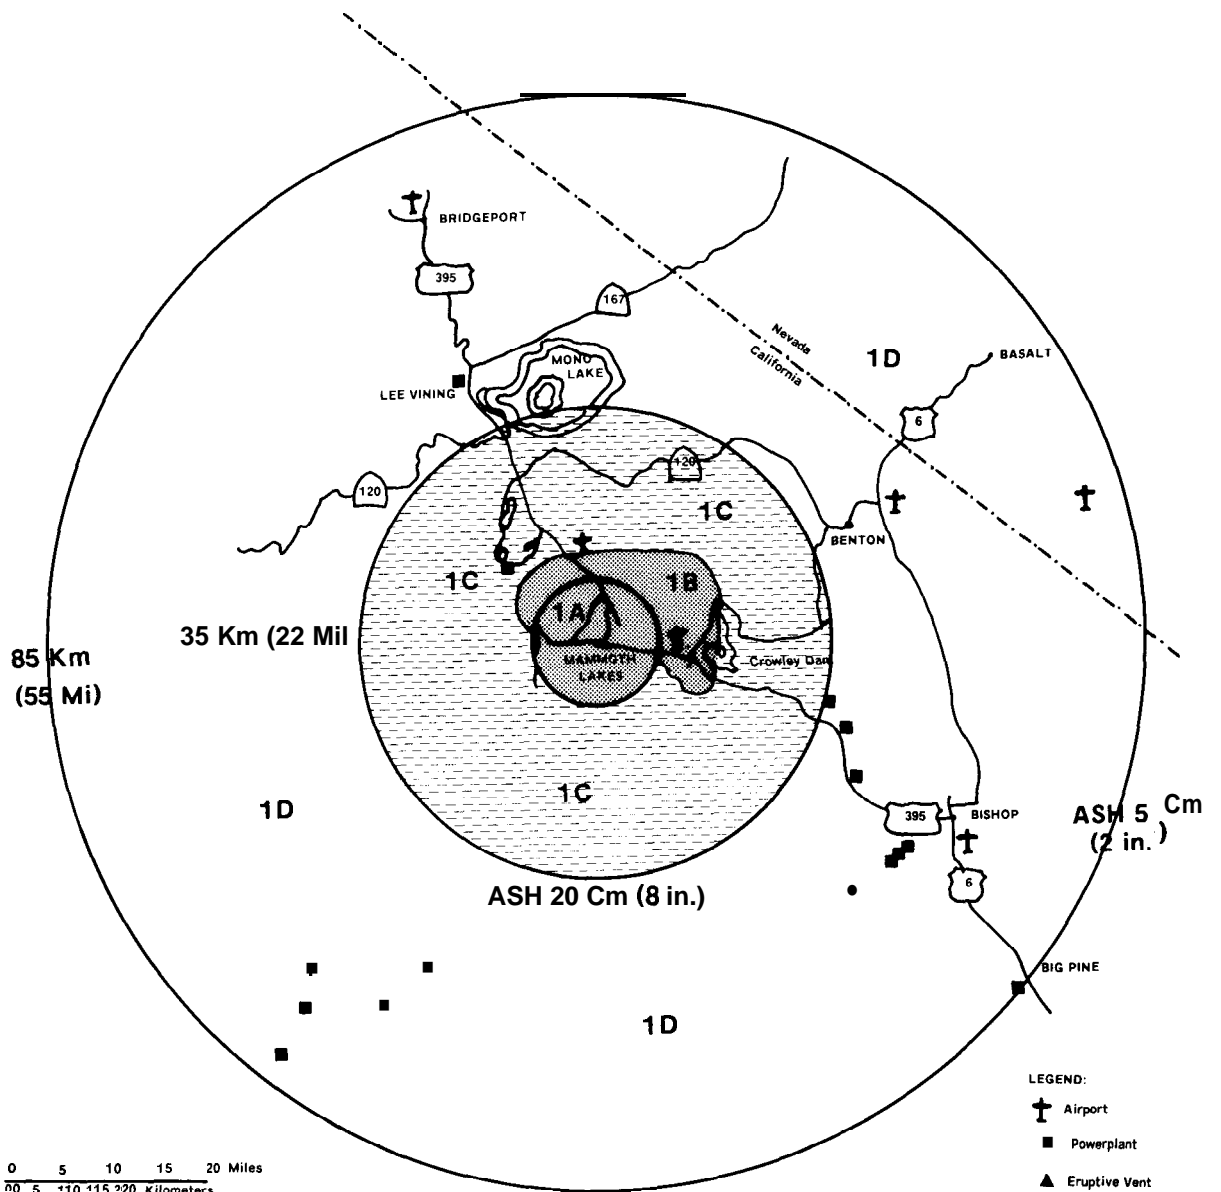 BRIDGEPORT
395
167
Nevada
California
MONO
LAKE
1D
BASALT
LEE VINING
6
120
120
1C
BENTON
1C
1B
1A
35 Km (22 Mil
85 Km
(55 Mi)
MAMMOTH
LAKES
Crowley Dam
1C
1D
395
BISHOP
ASH 5 Cm
(2 in.)
6
ASH 20 Cm (8 in.)
BIG PINE
1D
LEGEND:
Airport
Powerplant
Eruptive Vent
0 5 10 15 20 Miles
Kilometers